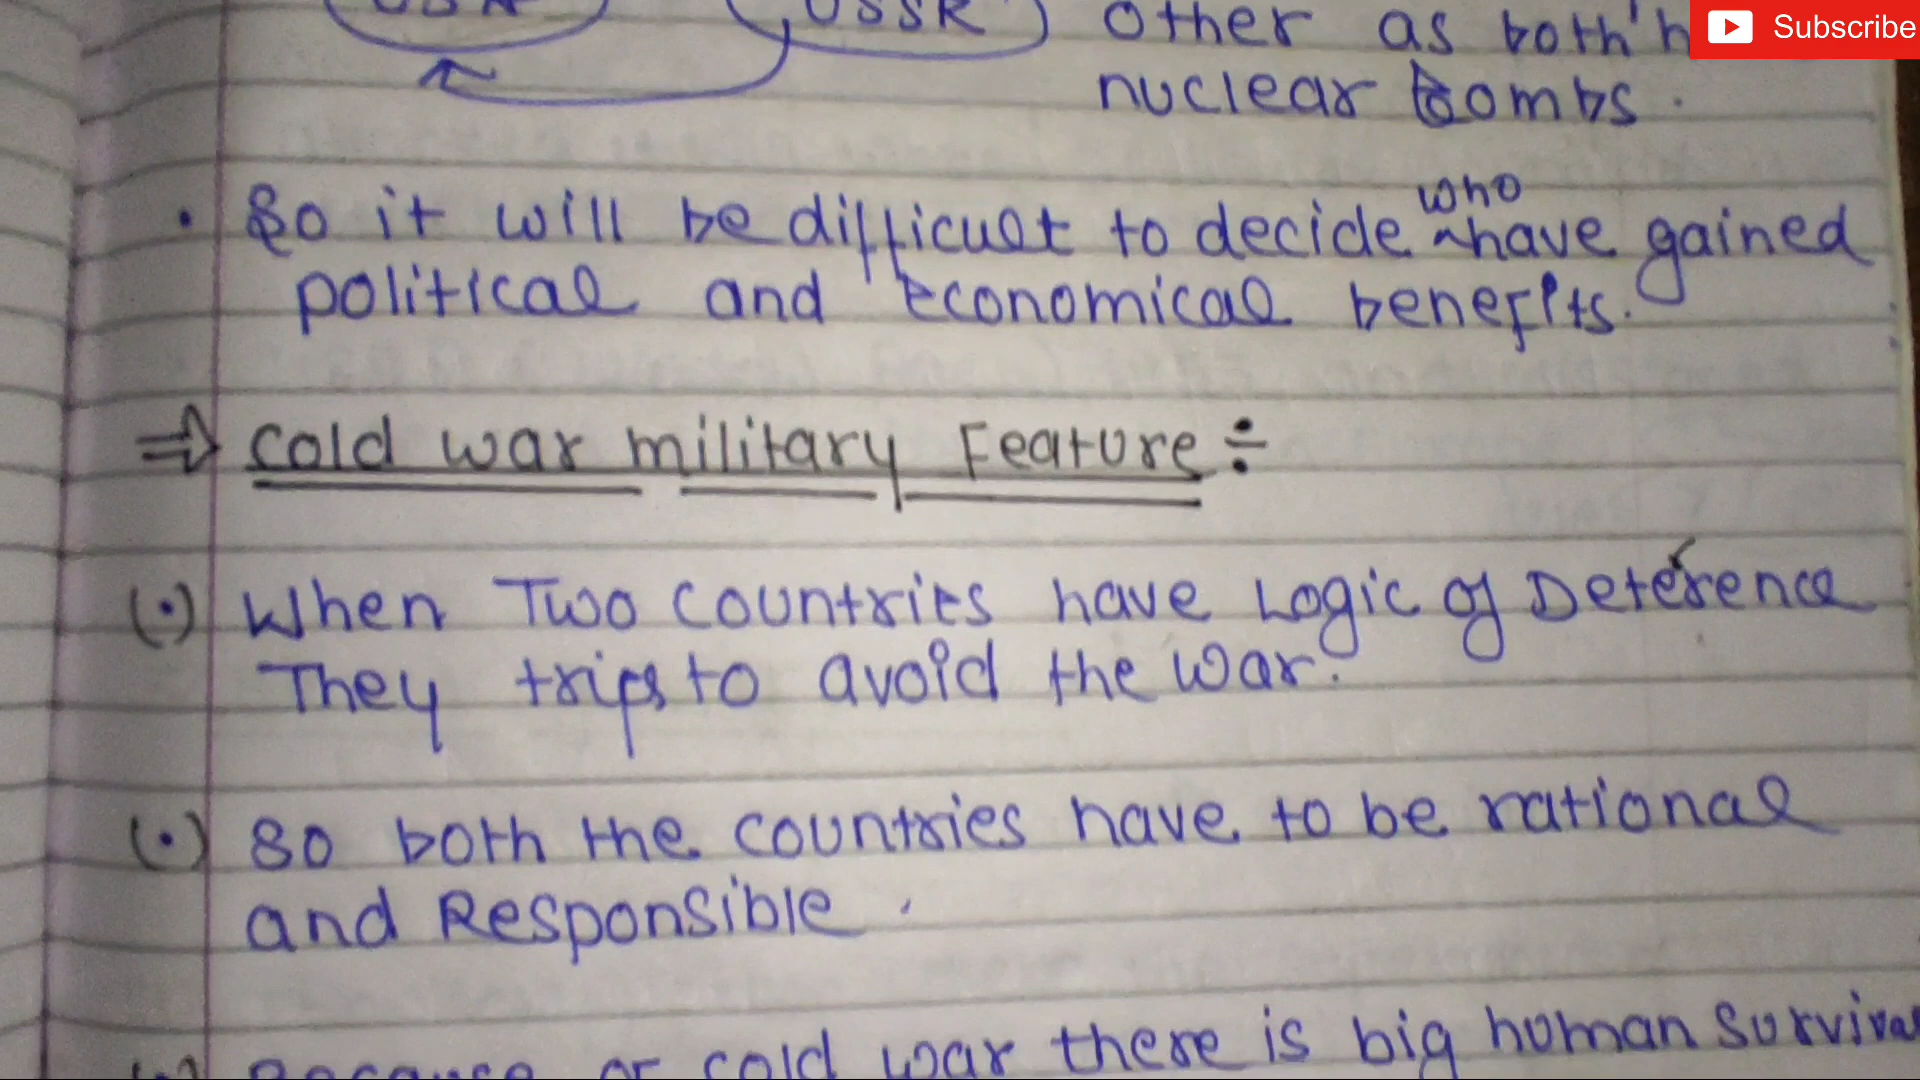 USSR Other as both h
nuclear bombs.
Subscribe
. So it will be difficult to decide who have gained
political and economical benefits.
⇒ Cold war military Feature ÷
(.) When Two Countries have Logic of Deterrence
They tries to avoid the war.
(.) So both the countries have to be rational
and Responsible.
cold war there is big human Surviva